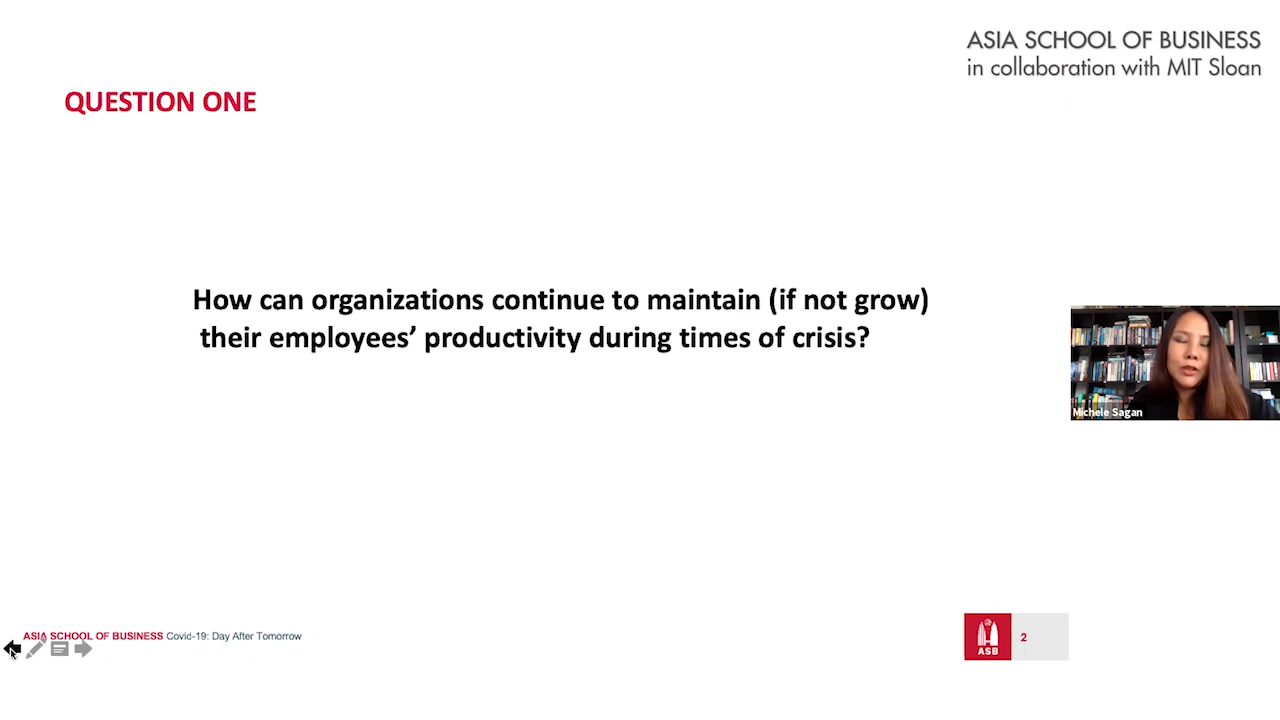 ASIA SCHOOL OF BUSINESS
in collaboration with MIT Sloan
QUESTION ONE
How can organizations continue to maintain (if not grow)
their employees’ productivity during times of crisis?
Michele Sagan
ASIA SCHOOL OF BUSINESS Covid-19: Day After Tomorrow
ASB
2